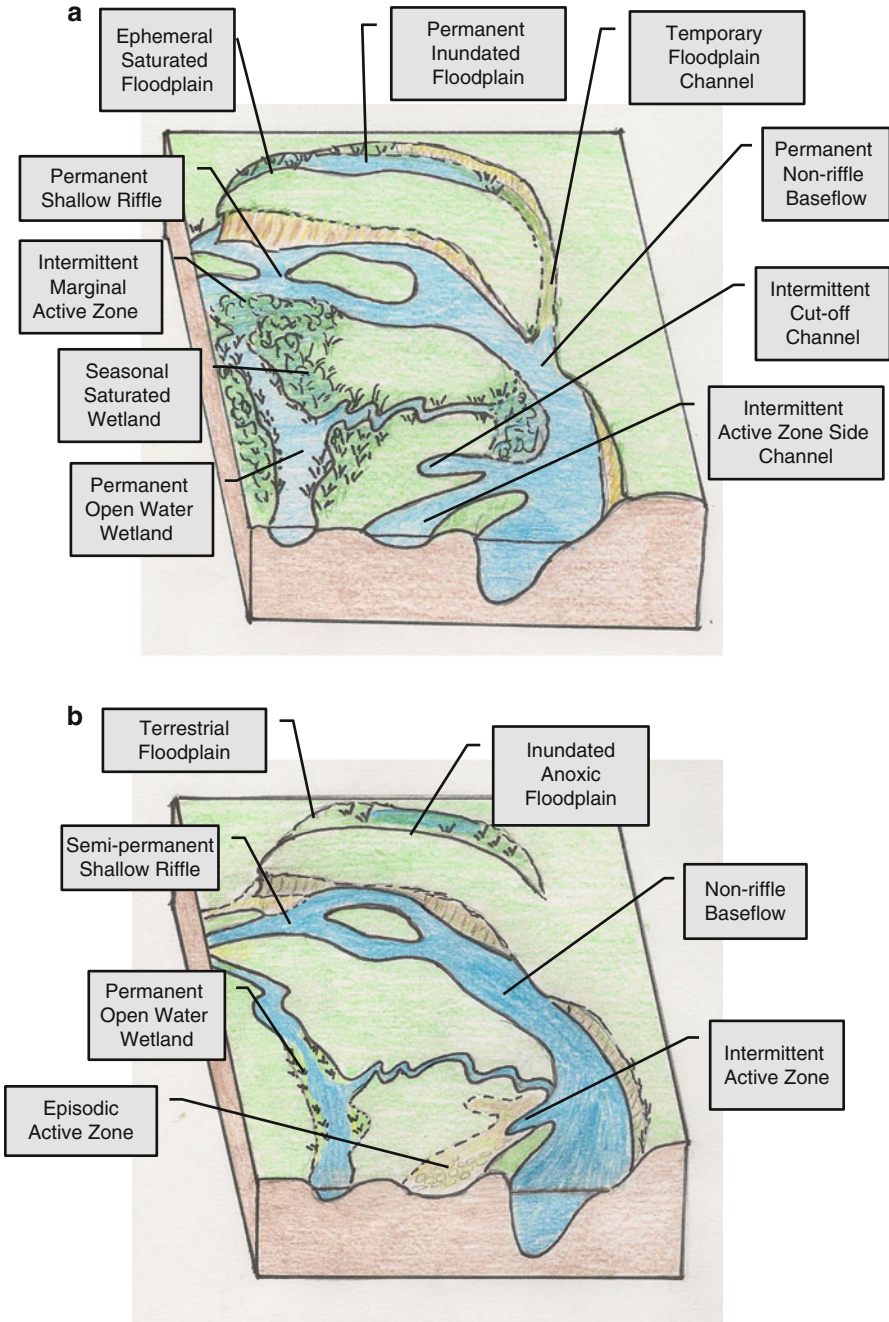 a
Ephemeral
Saturated
Floodplain
Permanent
Inundated
Floodplain
Temporary
Floodplain
Channel
Permanent
Non-riffle
Baseflow
Permanent
Shallow Riffle
Intermittent
Marginal
Active Zone
Intermittent
Cut-off
Channel
Seasonal
Saturated
Wetland
Intermittent
Active Zone Side
Channel
Permanent
Open Water
Wetland
b
Terrestrial
Floodplain
Inundated
Anoxic
Floodplain
Semi-permanent
Shallow Riffle
Non-riffle
Baseflow
Permanent
Open Water
Wetland
Intermittent
Active Zone
Episodic
Active Zone